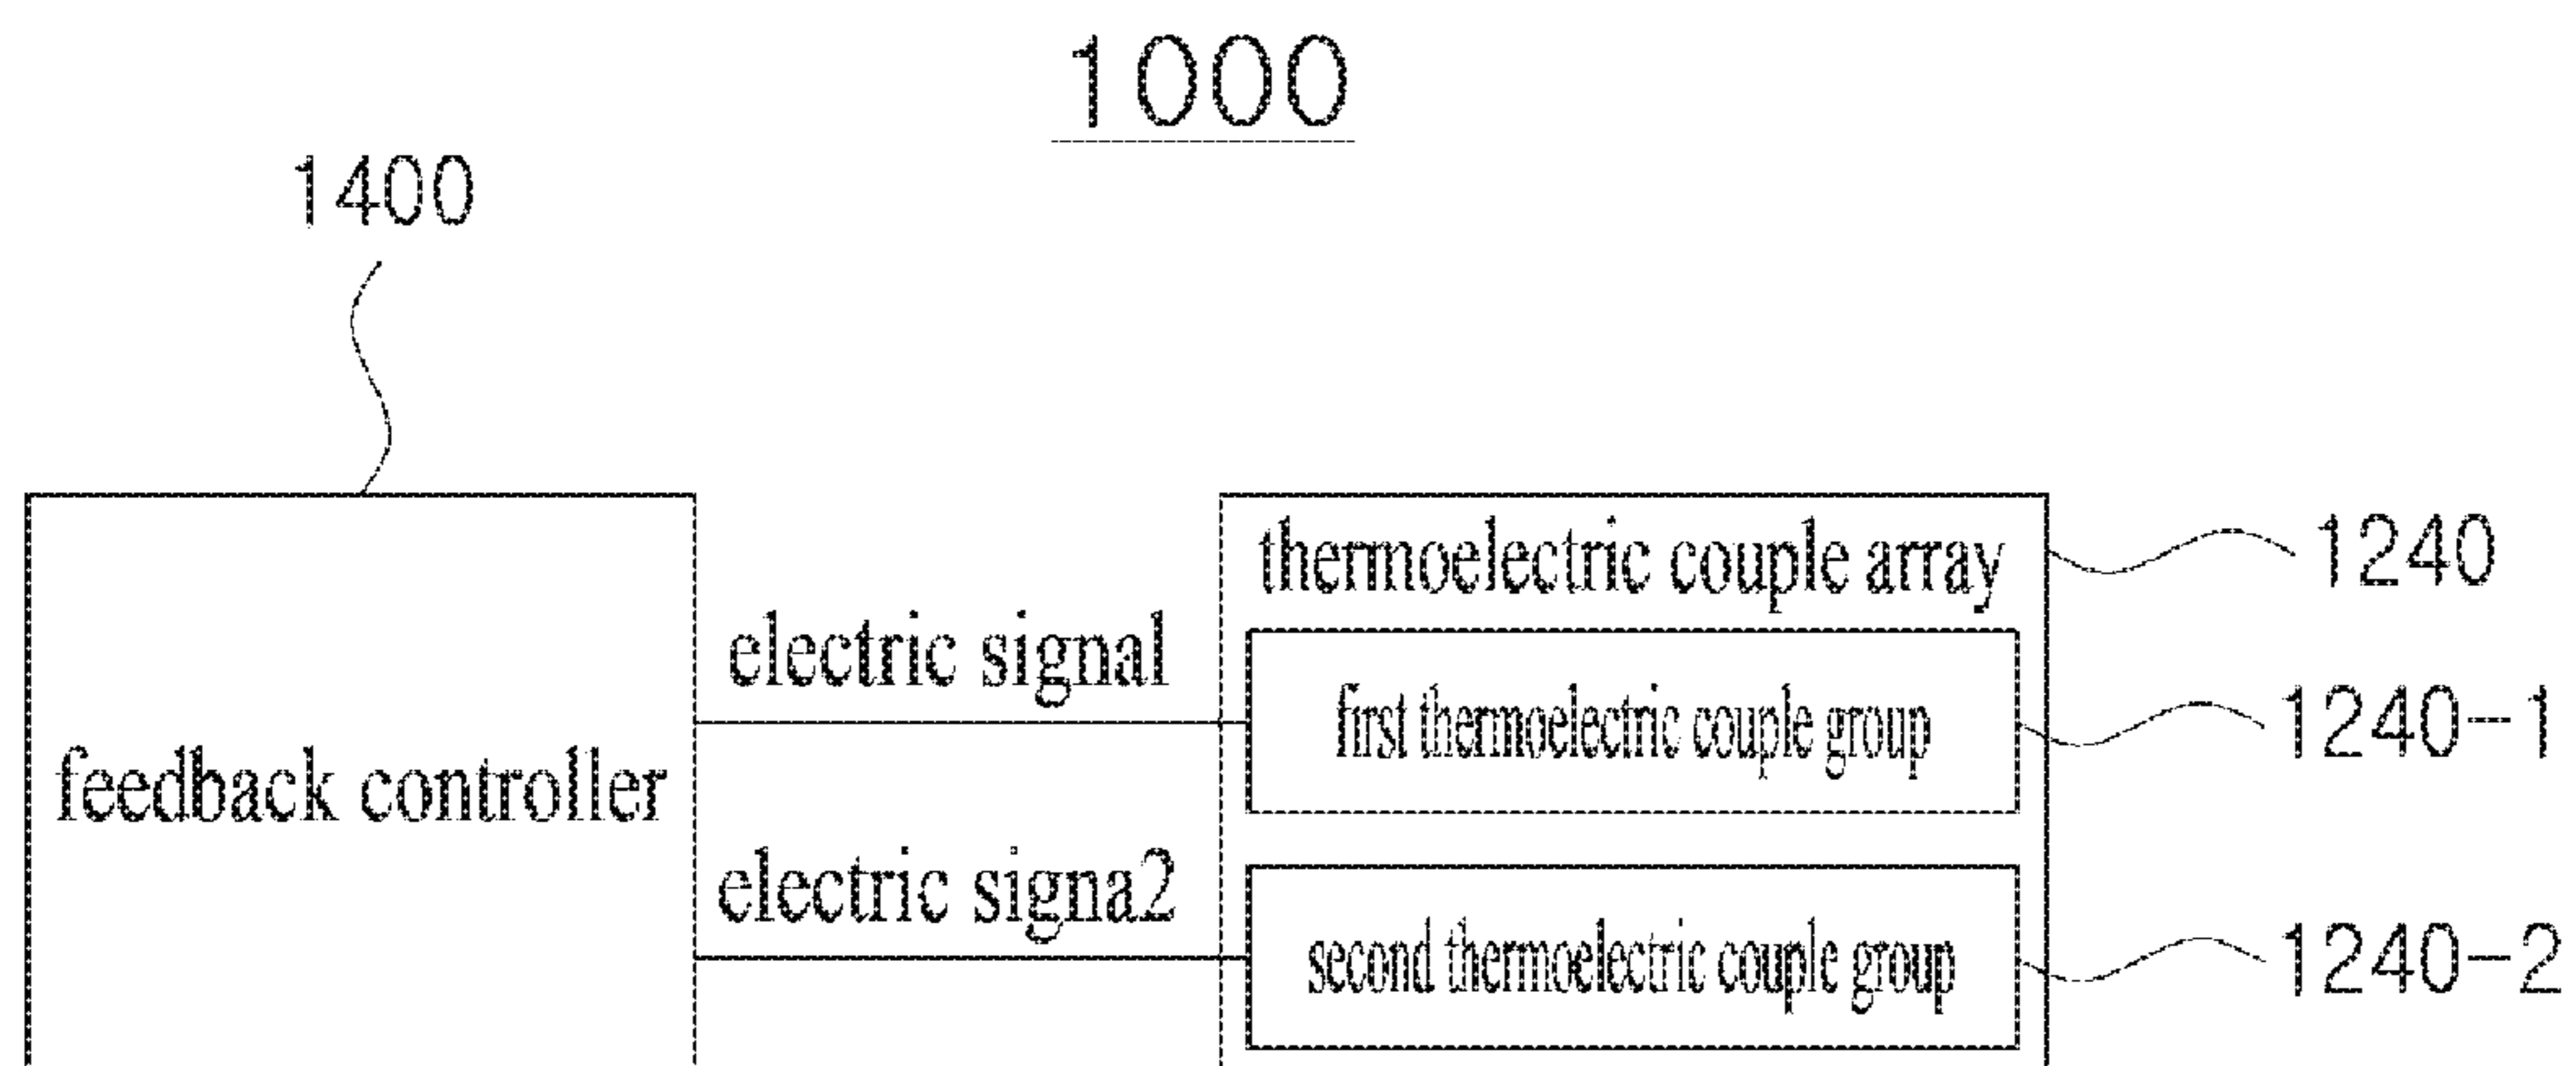 1000
1400
thermoelectric couple array
1240
electric signal
first thermoelectric couple group
1240-1
feedback controller
electric signa2
second thermoelectric couple group
1240-2